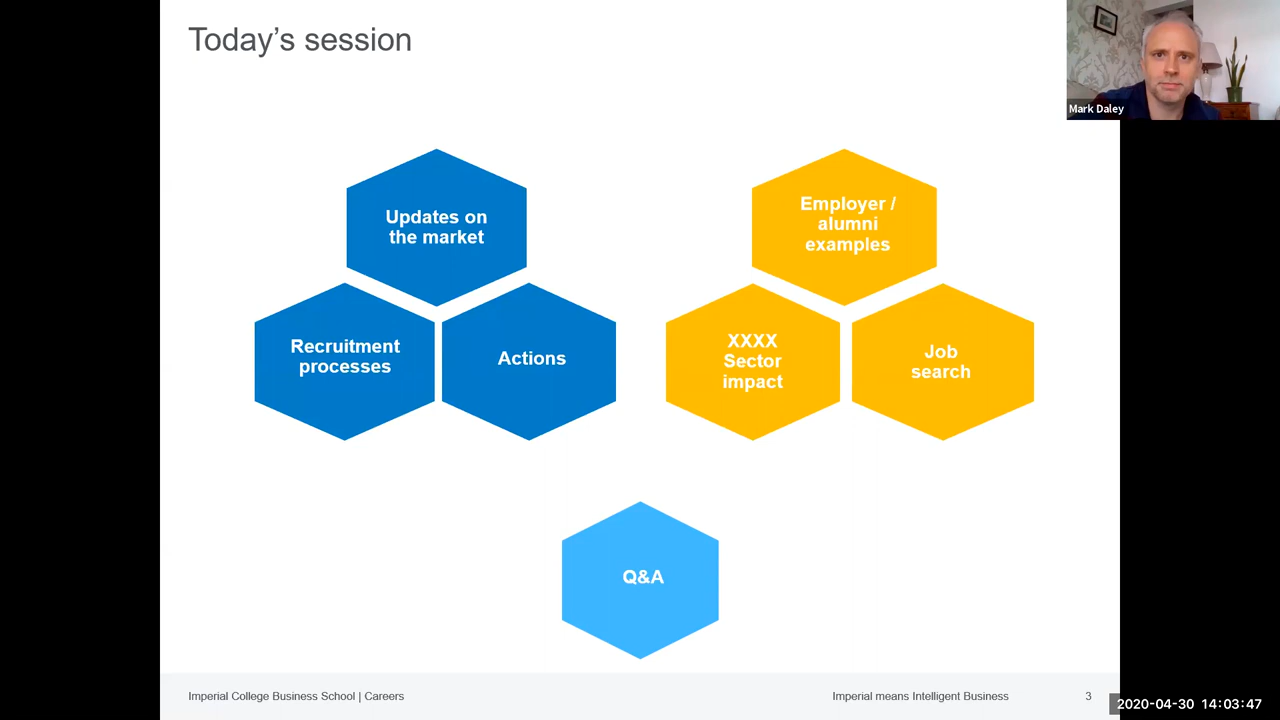 Today’s session
Mark Daley
Updates on
the market
Recruitment
processes
Actions
Employer /
alumni
examples
XXXX
Sector
impact
Job
search
Q&A
Imperial College Business School | Careers
Imperial means Intelligent Business
3
2020-04-30 14:03:47